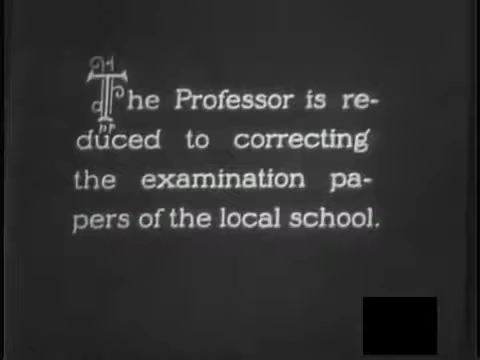 The Professor is re-
duced to correcting
the examination pa-
pers of the local school.